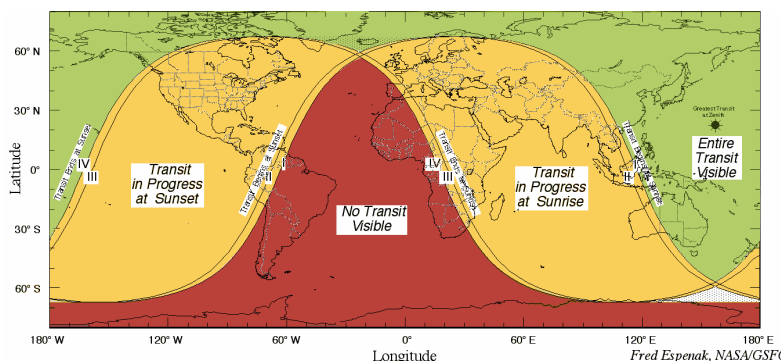 60° N
30° N
0°
30° S
60° S
Latitude
Transit Ends at Sunset
IV
III
Transit
in Progress
at Sunset
Transit Begins at Sunset
I
II
No Transit
Visible
Transit Ends at Sunrise
IV
III
Transit
in Progress
at Sunrise
Transit Begins at Sunrise
II
Greatest Transit
at Zenith
Entire
Transit
Visible
180° W
120° W
60° W
0°
60° E
120° E
180° E
Longitude
Fred Espenak, NASA/GSFC